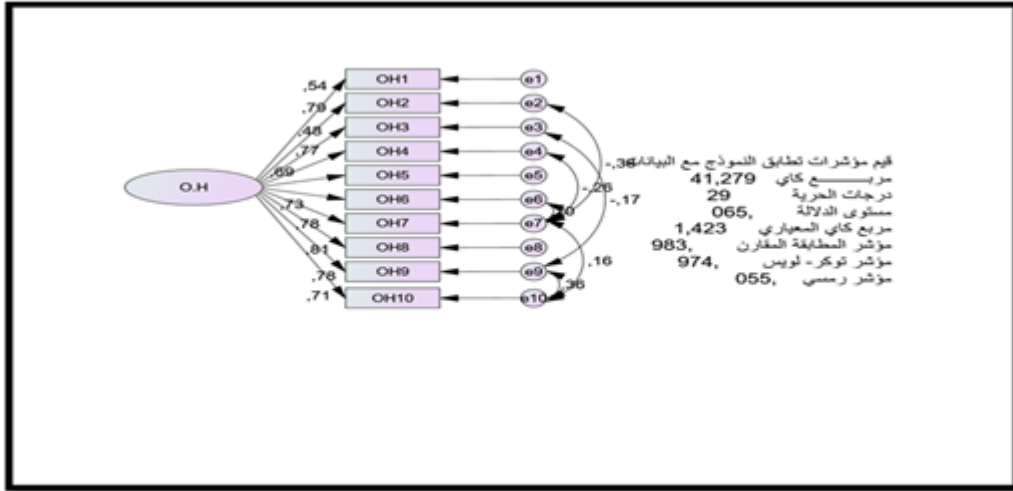 O.H
,54
OH1
e1
,79
OH2
e2
,48
OH3
e3
,77
OH4
e4
,69
OH5
e5
,73
OH6
e6
,78
OH7
e7
,81
OH8
e8
,78
OH9
e9
,71
OH10
e10
-,26
-,17
,16
,36
قيم مؤشرات تطابق النموذج مع البيانات
مربـــــــع كاي 41,279
درجات الحرية 29
مستوى الدلالة ,065
مربع كاي المعياري 1,423
مؤشر المطابقة المقارن ,983
مؤشر توكر- لويس ,974
مؤشر رمسي ,055